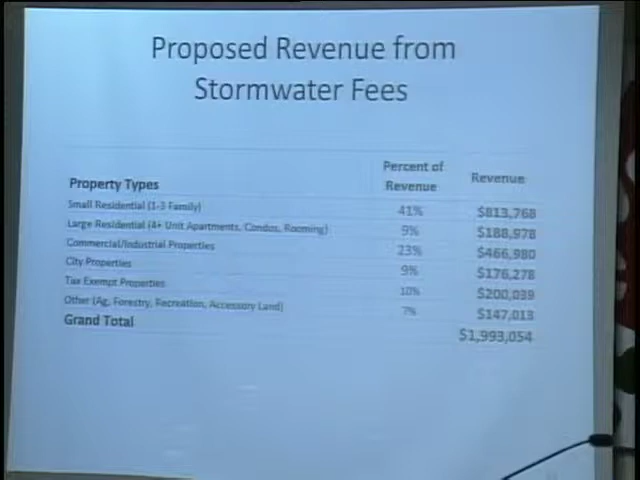 Proposed Revenue from
Stormwater Fees
Property Types Percent of Revenue Revenue
Small Residential (1-3 Family) 41% $813,768
Large Residential (4+ Unit Apartments, Condos, Rooming) 9% $188,978
Commercial/Industrial Properties 23% $466,980
City Properties 9% $176,278
Tax Exempt Properties 10% $200,039
Other (Ag, Forestry, Recreation, Accessory Land) 7% $147,013
Grand Total $1,993,054